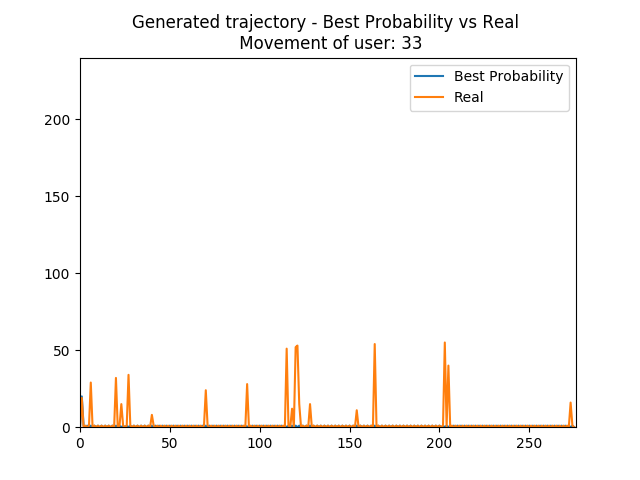 Generated trajectory - Best Probability vs Real
Movement of user: 33
Best Probability
Real
200
150
100
50
0
0 50 100 150 200 250